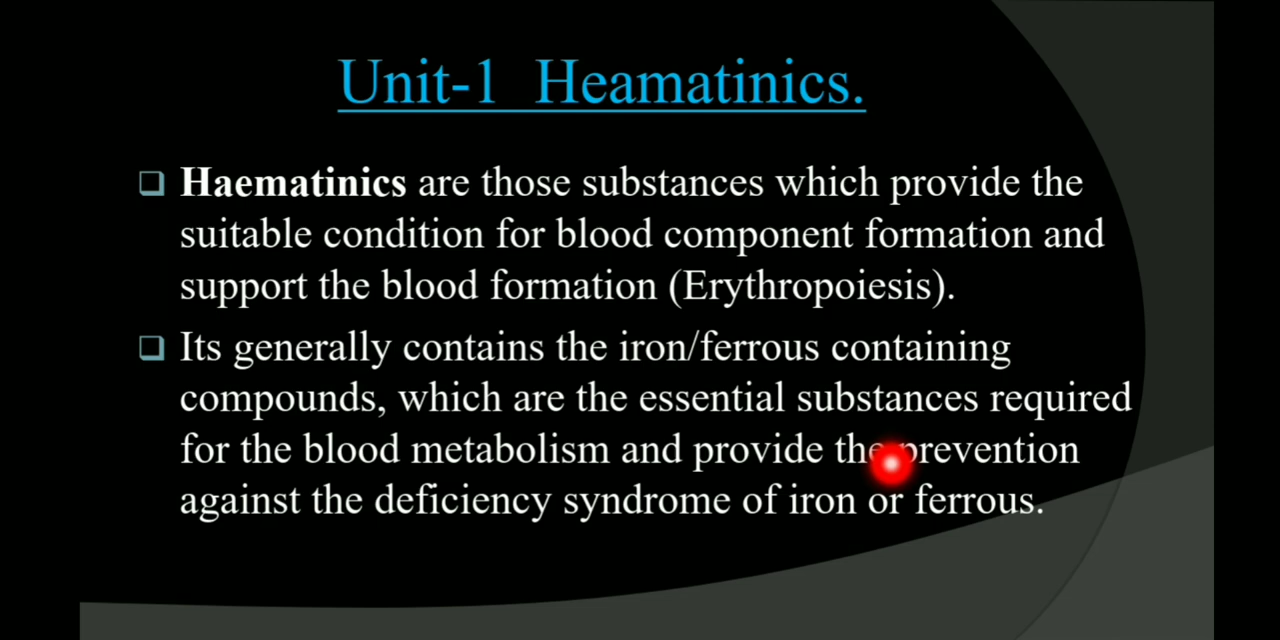 Unit-1 Heamatinics.
Haematinics are those substances which provide the
suitable condition for blood component formation and
support the blood formation (Erythropoiesis).
Its generally contains the iron/ferrous containing
compounds, which are the essential substances required
for the blood metabolism and provide the prevention
against the deficiency syndrome of iron or ferrous.